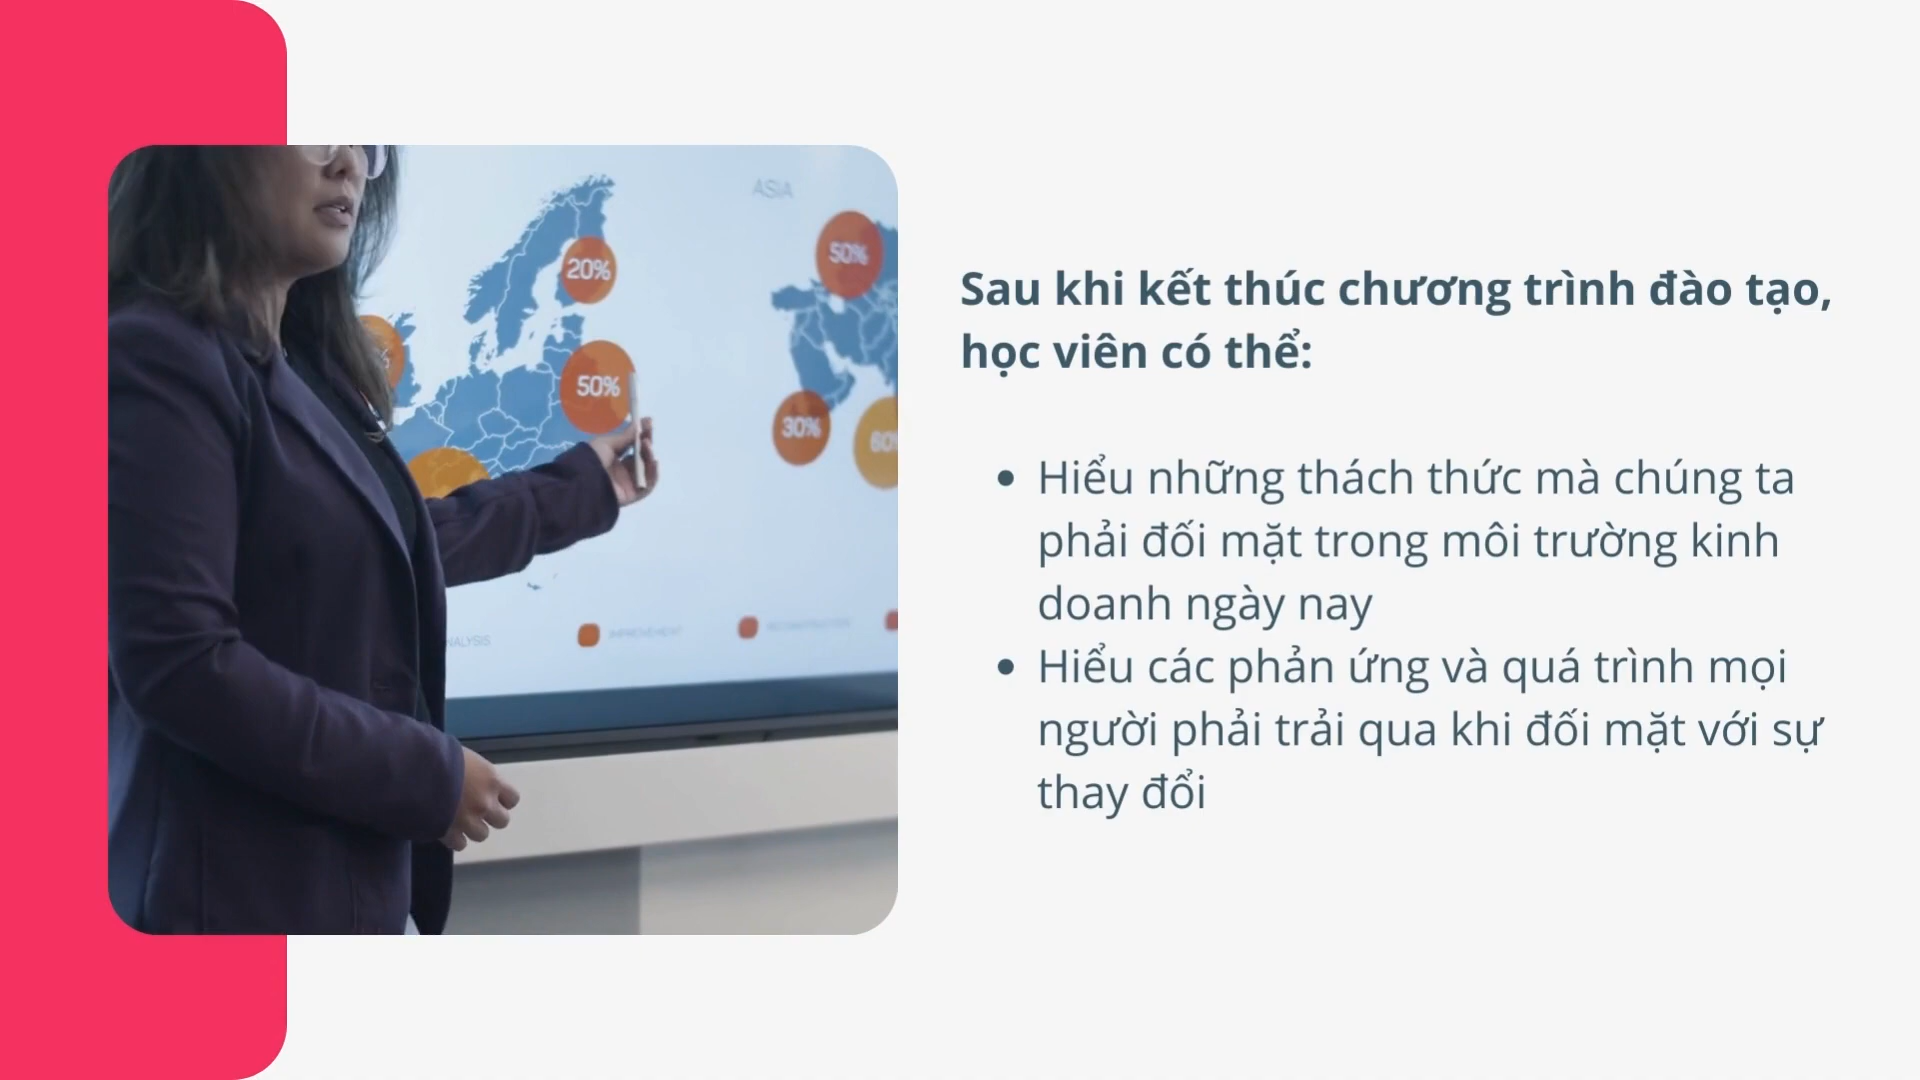 ASIA
20%
50%
50%
30%
Sau khi kết thúc chương trình đào tạo,
học viên có thể:
• Hiểu những thách thức mà chúng ta
phải đối mặt trong môi trường kinh
doanh ngày nay
• Hiểu các phản ứng và quá trình mọi
người phải trải qua khi đối mặt với sự
thay đổi